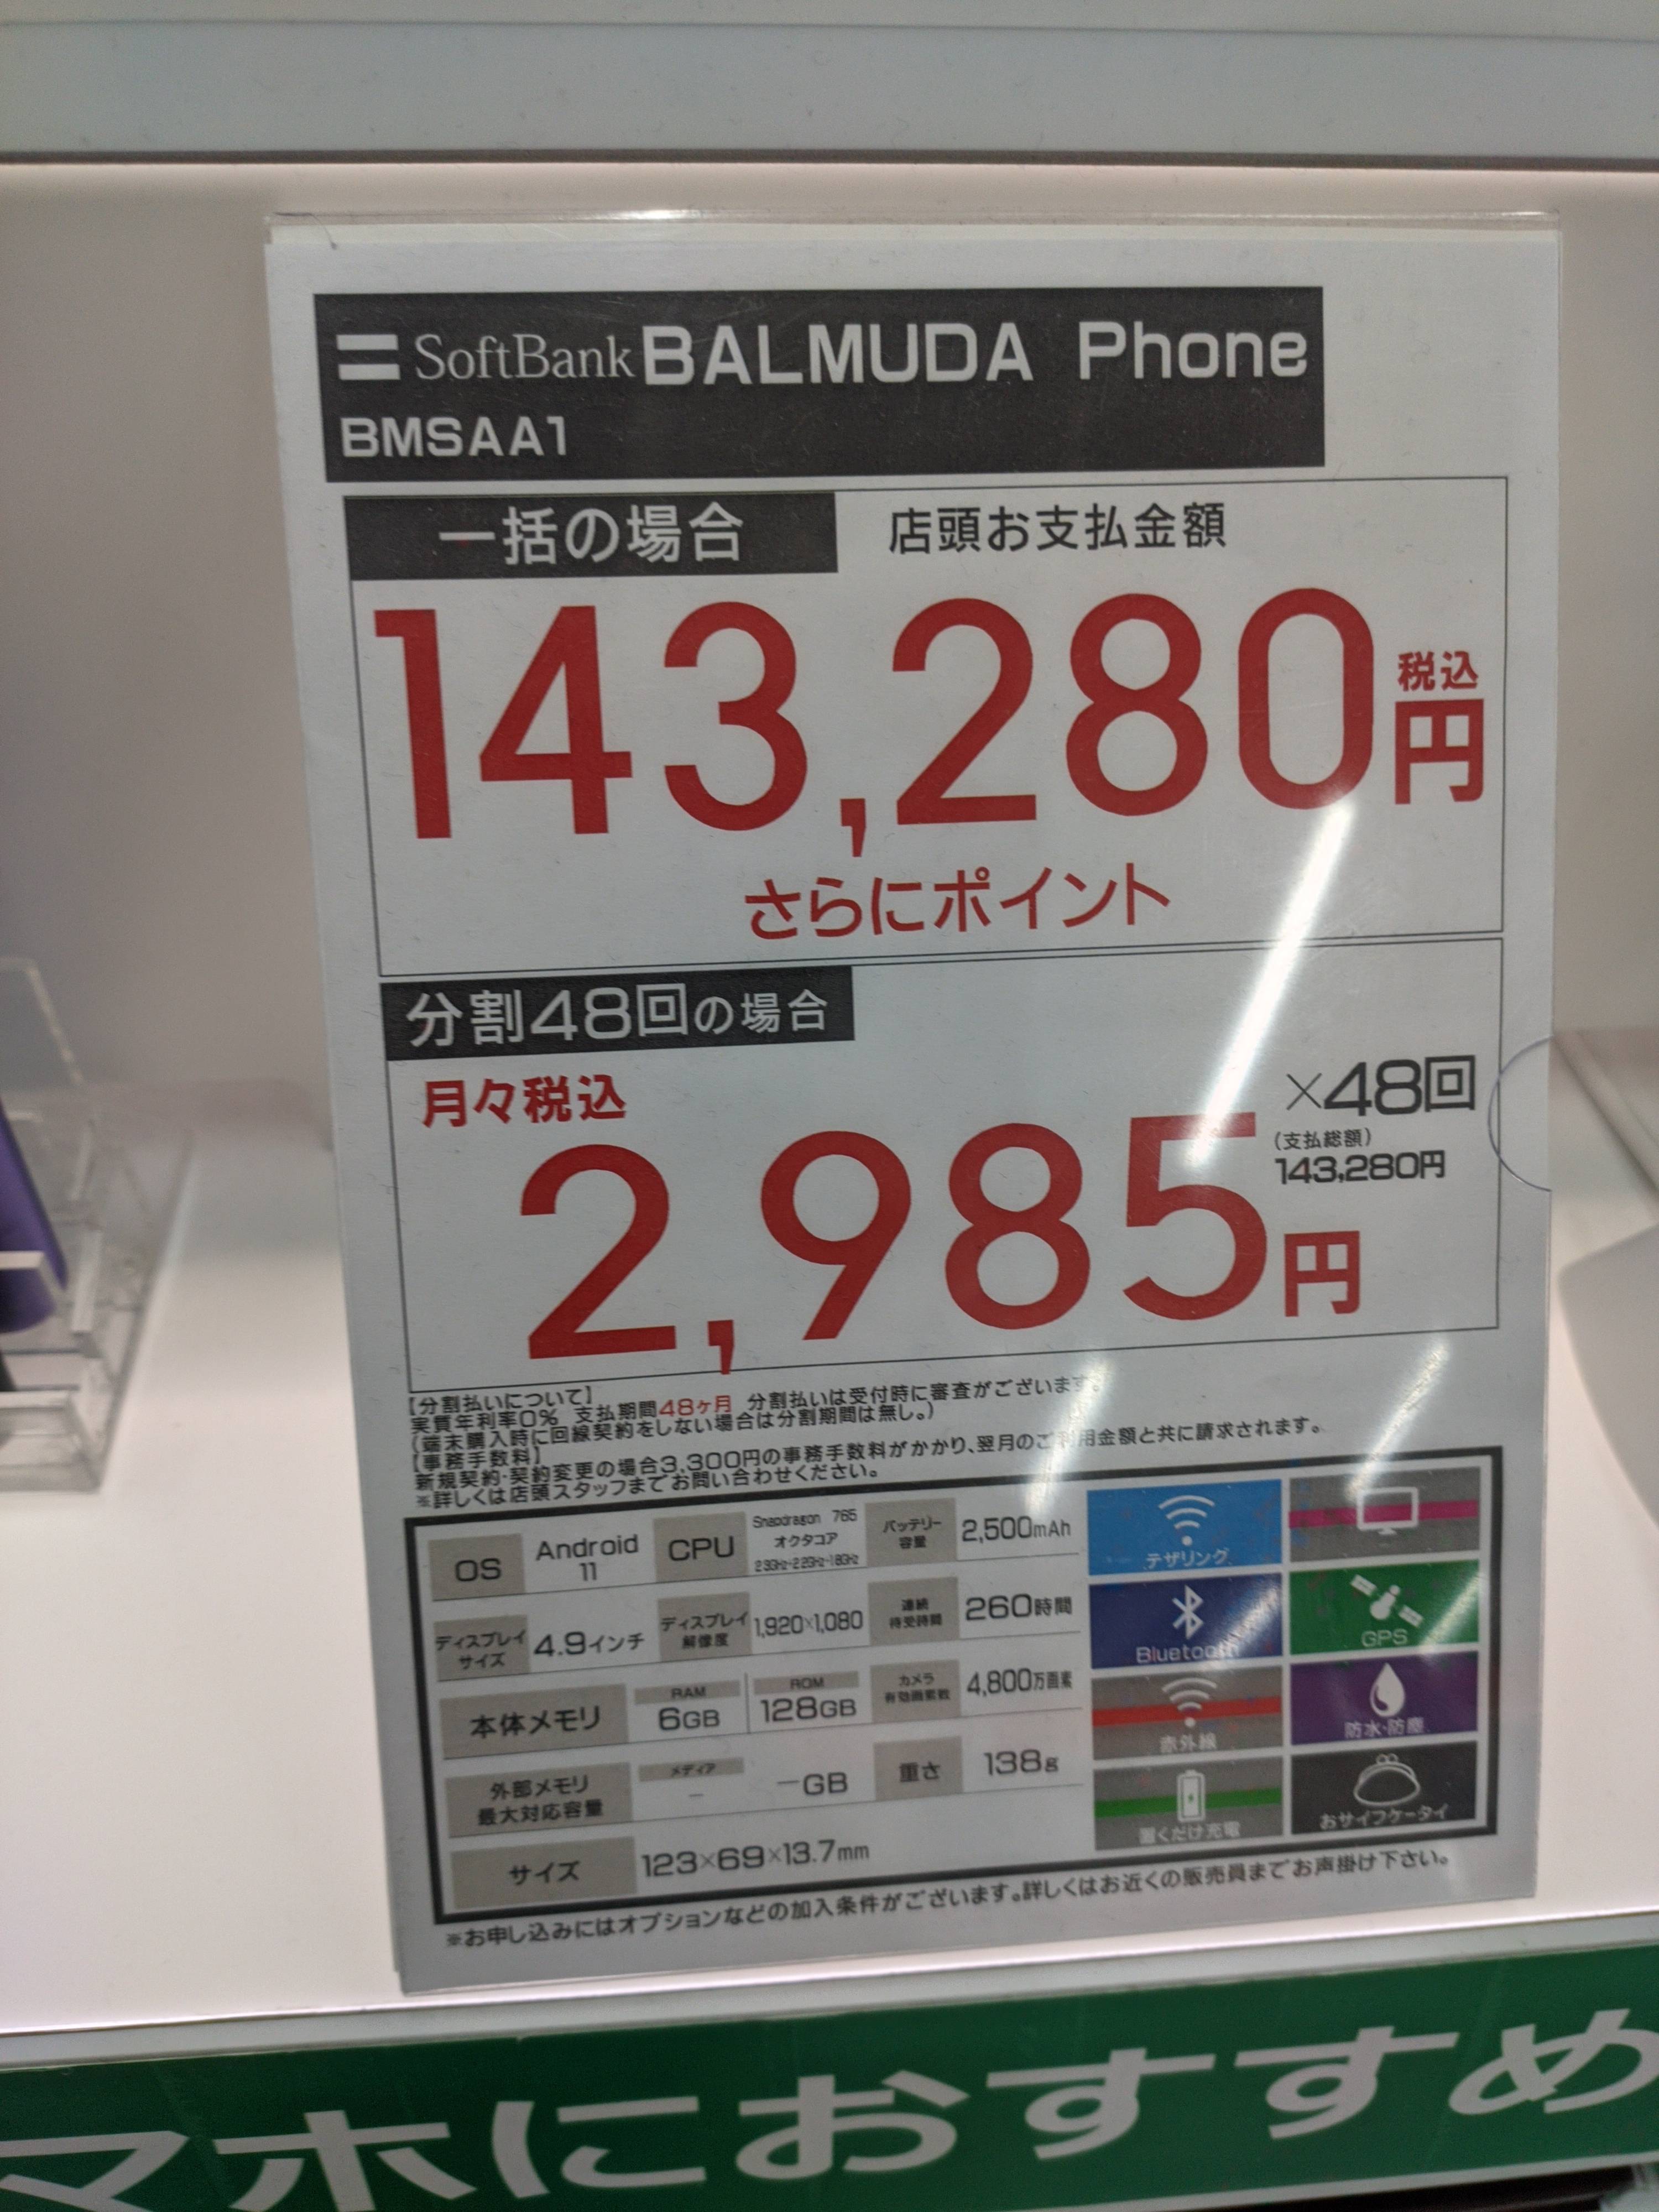 SoftBank BALMUDA Phone
BMSAA1
一括の場合 店頭お支払金額
143,280円 税込
さらにポイント
分割48回の場合
月々税込
2,985円
×48回
(支払総額)
143,280円
【分割払いについて】
実質年利率0% 支払期間48ヶ月 分割払いは受付時に審査がございます。
(端末購入時に回線契約をしない場合は分割期間は無し。)
【事務手数料】
新規契約・契約変更の場合3,300円の事務手数料がかかり、翌月のご利用金額と共に請求されます。
※詳しくは店頭スタッフまでお問い合わせください。
OS Android 11
CPU Snapdragon 765 オクタコア 2.3GHz+2.2GHz+1.8GHz
バッテリー容量 2,500mAh
ディスプレイサイズ 4.9インチ
ディスプレイ解像度 1,920×1,080
連続待受時間 260時間
本体メモリ RAM 6GB ROM 128GB
カメラ有効画素数 4,800万画素
外部メモリ最大対応容量 メディア − −GB
重さ 138g
サイズ 123×69×13.7mm
テザリング
Bluetooth
GPS
赤外線
防水・防塵
置くだけ充電
おサイフケータイ
※お申し込みにはオプションなどの加入条件がございます。詳しくはお近くの販売員までお声掛け下さい。
マホにおすすめ